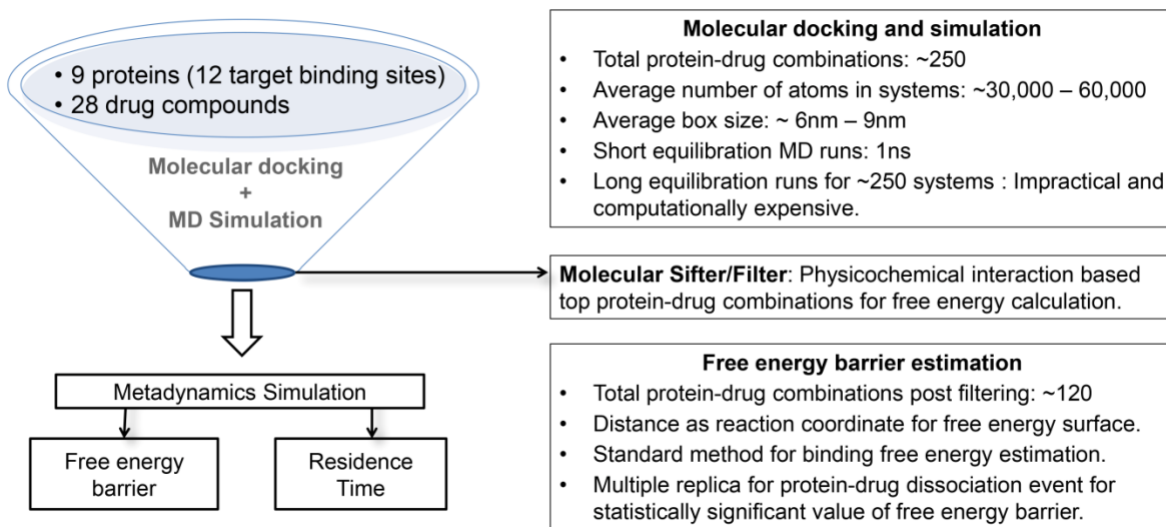 • 9 proteins (12 target binding sites)
• 28 drug compounds
Molecular docking
+
MD Simulation
Metadynamics Simulation
Free energy
barrier
Residence
Time
Molecular docking and simulation
• Total protein-drug combinations: ~250
• Average number of atoms in systems: ~30,000 – 60,000
• Average box size: ~ 6nm – 9nm
• Short equilibration MD runs: 1ns
• Long equilibration runs for ~250 systems : Impractical and
computationally expensive.
Molecular Sifter/Filter: Physicochemical interaction based
top protein-drug combinations for free energy calculation.
Free energy barrier estimation
• Total protein-drug combinations post filtering: ~120
• Distance as reaction coordinate for free energy surface.
• Standard method for binding free energy estimation.
• Multiple replica for protein-drug dissociation event for
statistically significant value of free energy barrier.